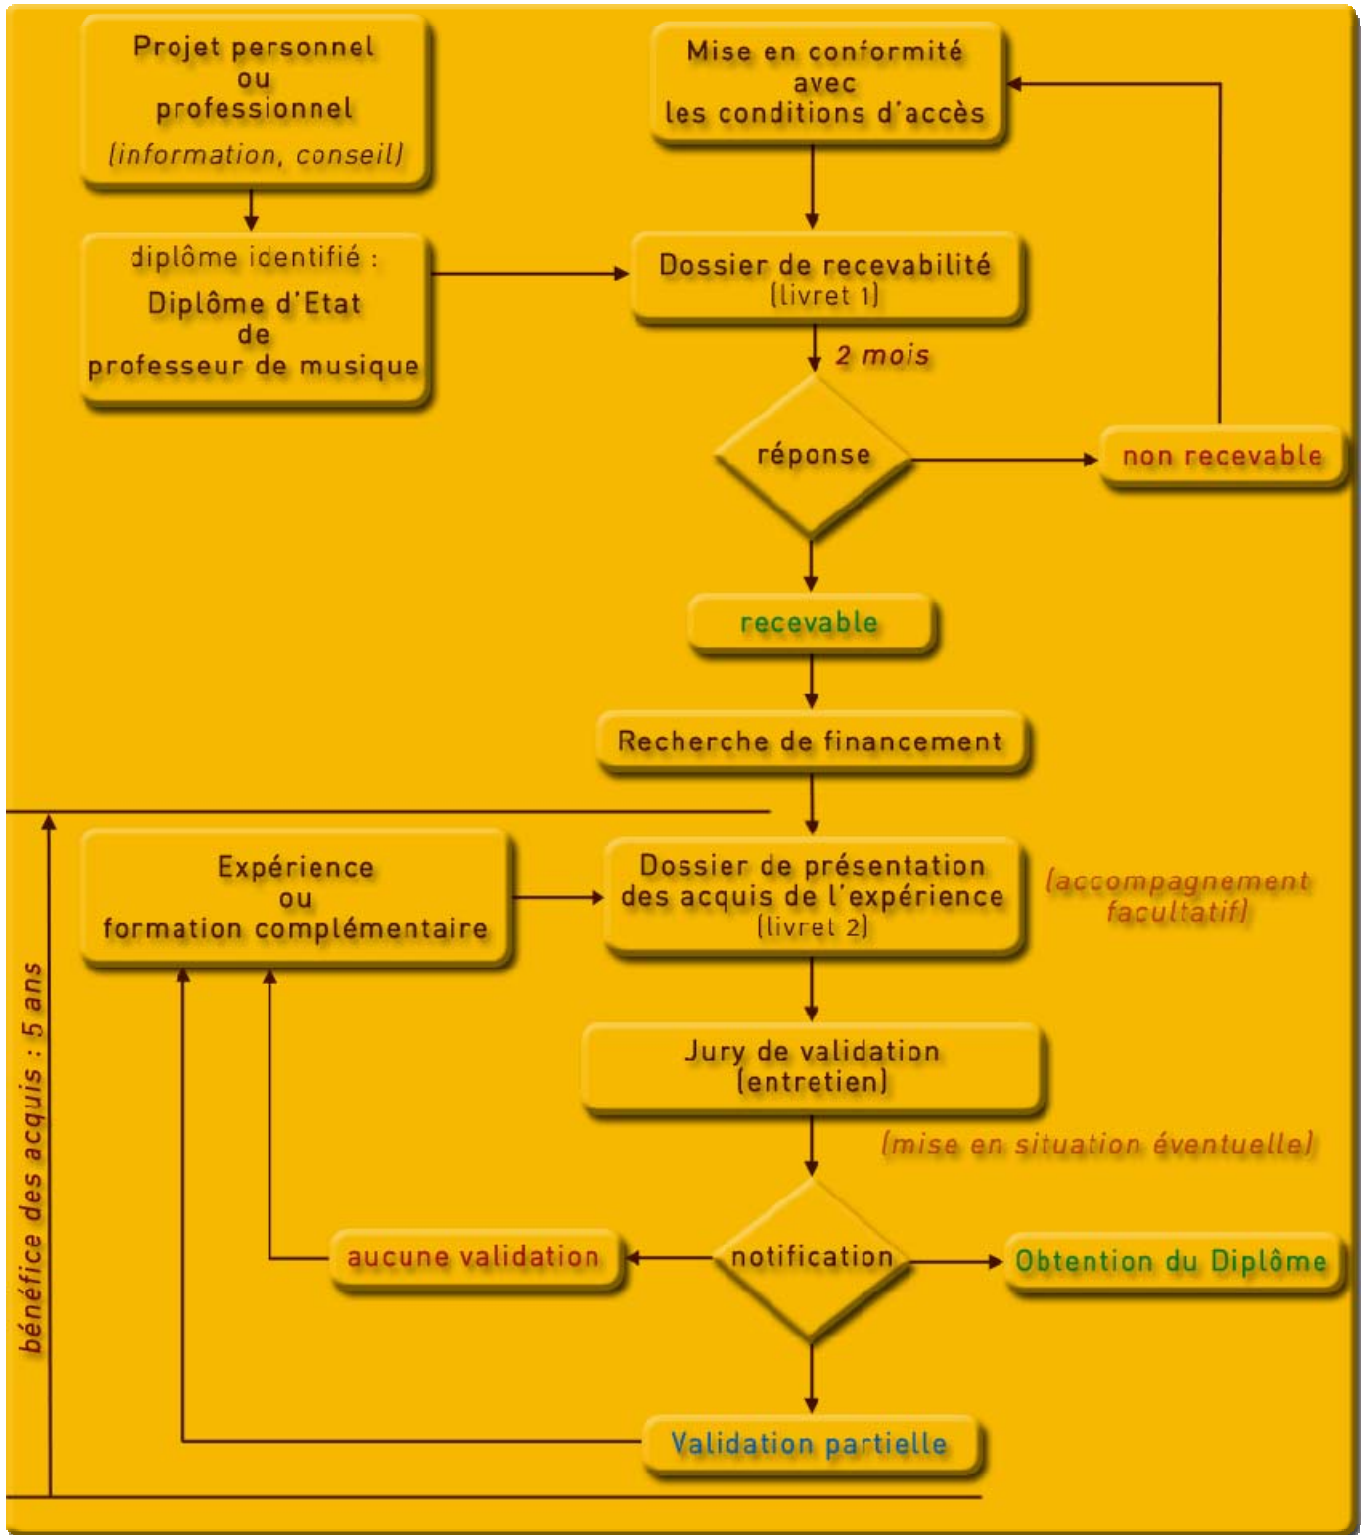 Projet personnel
ou
professionnel
(information, conseil)
Mise en conformité
avec
les conditions d'accès
diplôme identifié :
Diplôme d'Etat
de
professeur de musique
Dossier de recevabilité
(livret 1)
2 mois
réponse
non recevable
recevable
Recherche de financement
Expérience
ou
formation complémentaire
Dossier de présentation
des acquis de l'expérience
(livret 2)
(accompagnement
facultatif)
Jury de validation
(entretien)
(mise en situation éventuelle)
bénéfice des acquis : 5 ans
aucune validation
notification
Obtention du Diplôme
Validation partielle